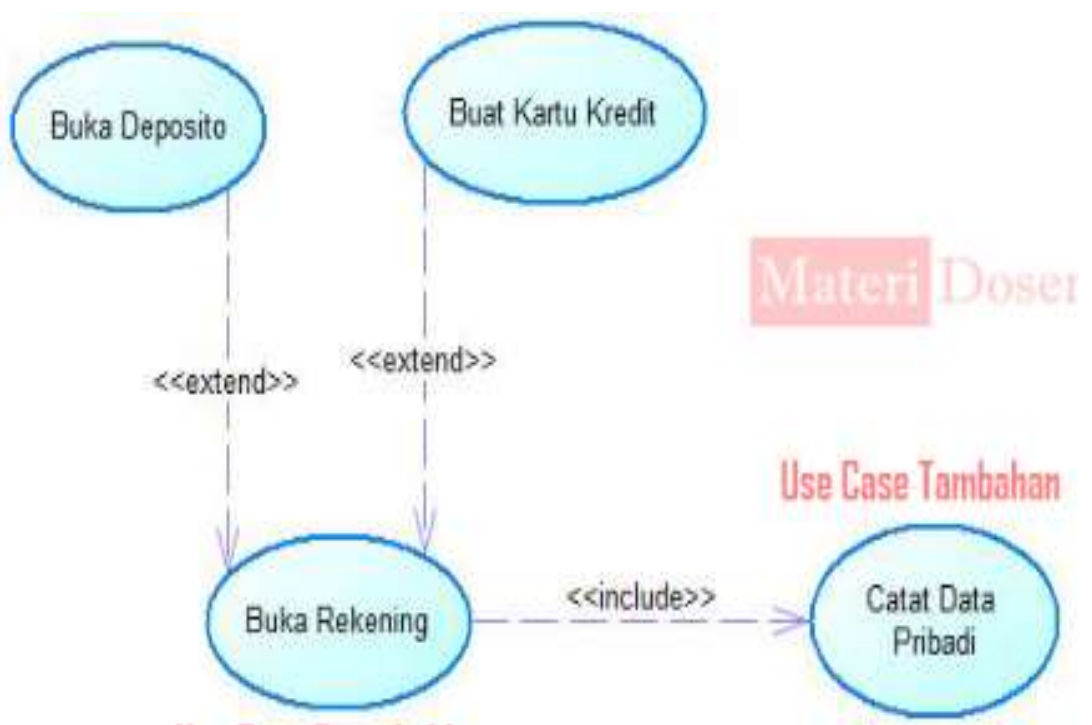 Buka Deposito
Buat Kartu Kredit
Materi Dosen
<<extend>>
<<extend>>
Use Case Tambahan
Buka Rekening
<<include>>
Catat Data
Pribadi